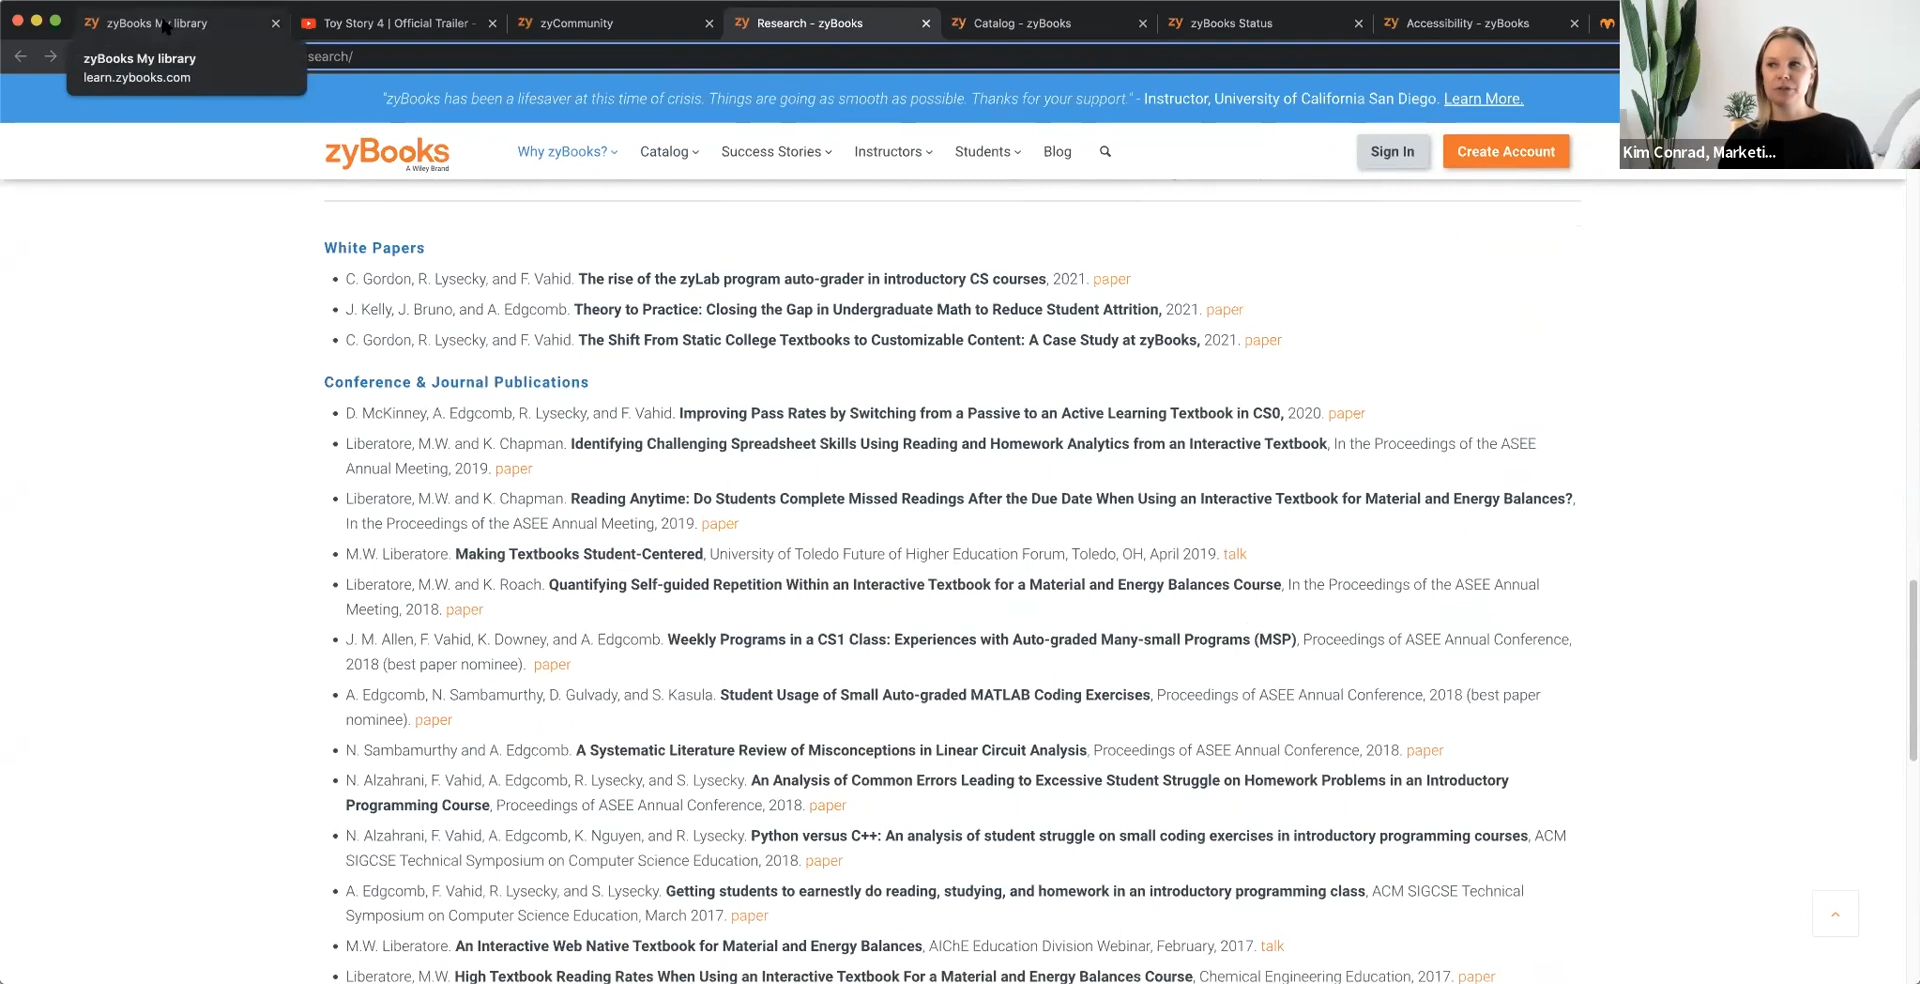 zyBooks My library
Toy Story 4 | Official Trailer -
zyCommunity
Research - zyBooks
Catalog - zyBooks
zyBooks Status
Accessibility - zyBooks
zyBooks My library
learn.zybooks.com
search/
"zyBooks has been a lifesaver at this time of crisis. Things are going as smooth as possible. Thanks for your support." - Instructor, University of California San Diego. Learn More.
zyBooks
A Wiley Brand
Why zyBooks?
Catalog
Success Stories
Instructors
Students
Blog
Sign In
Create Account
Kim Conrad, Marketi...
White Papers
• C. Gordon, R. Lysecky, and F. Vahid. The rise of the zyLab program auto-grader in introductory CS courses, 2021. paper
• J. Kelly, J. Bruno, and A. Edgcomb. Theory to Practice: Closing the Gap in Undergraduate Math to Reduce Student Attrition, 2021. paper
• C. Gordon, R. Lysecky, and F. Vahid. The Shift From Static College Textbooks to Customizable Content: A Case Study at zyBooks, 2021. paper
Conference & Journal Publications
• D. McKinney, A. Edgcomb, R. Lysecky, and F. Vahid. Improving Pass Rates by Switching from a Passive to an Active Learning Textbook in CS0, 2020. paper
• Liberatore, M.W. and K. Chapman. Identifying Challenging Spreadsheet Skills Using Reading and Homework Analytics from an Interactive Textbook, In the Proceedings of the ASEE
Annual Meeting, 2019. paper
• Liberatore, M.W. and K. Chapman. Reading Anytime: Do Students Complete Missed Readings After the Due Date When Using an Interactive Textbook for Material and Energy Balances?,
In the Proceedings of the ASEE Annual Meeting, 2019. paper
• M.W. Liberatore. Making Textbooks Student-Centered, University of Toledo Future of Higher Education Forum, Toledo, OH, April 2019. talk
• Liberatore, M.W. and K. Roach. Quantifying Self-guided Repetition Within an Interactive Textbook for a Material and Energy Balances Course, In the Proceedings of the ASEE Annual
Meeting, 2018. paper
• J. M. Allen, F. Vahid, K. Downey, and A. Edgcomb. Weekly Programs in a CS1 Class: Experiences with Auto-graded Many-small Programs (MSP), Proceedings of ASEE Annual Conference,
2018 (best paper nominee). paper
• A. Edgcomb, N. Sambamurthy, D. Gulvady, and S. Kasula. Student Usage of Small Auto-graded MATLAB Coding Exercises, Proceedings of ASEE Annual Conference, 2018 (best paper
nominee). paper
• N. Sambamurthy and A. Edgcomb. A Systematic Literature Review of Misconceptions in Linear Circuit Analysis, Proceedings of ASEE Annual Conference, 2018. paper
• N. Alzahrani, F. Vahid, A. Edgcomb, R. Lysecky, and S. Lysecky. An Analysis of Common Errors Leading to Excessive Student Struggle on Homework Problems in an Introductory
Programming Course, Proceedings of ASEE Annual Conference, 2018. paper
• N. Alzahrani, F. Vahid, A. Edgcomb, K. Nguyen, and R. Lysecky. Python versus C++: An analysis of student struggle on small coding exercises in introductory programming courses, ACM
SIGCSE Technical Symposium on Computer Science Education, 2018. paper
• A. Edgcomb, F. Vahid, R. Lysecky, and S. Lysecky. Getting students to earnestly do reading, studying, and homework in an introductory programming class, ACM SIGCSE Technical
Symposium on Computer Science Education, March 2017. paper
• M.W. Liberatore. An Interactive Web Native Textbook for Material and Energy Balances, AIChE Education Division Webinar, February, 2017. talk
• Liberatore, M.W. High Textbook Reading Rates When Using an Interactive Textbook For a Material and Energy Balances Course, Chemical Engineering Education, 2017. paper